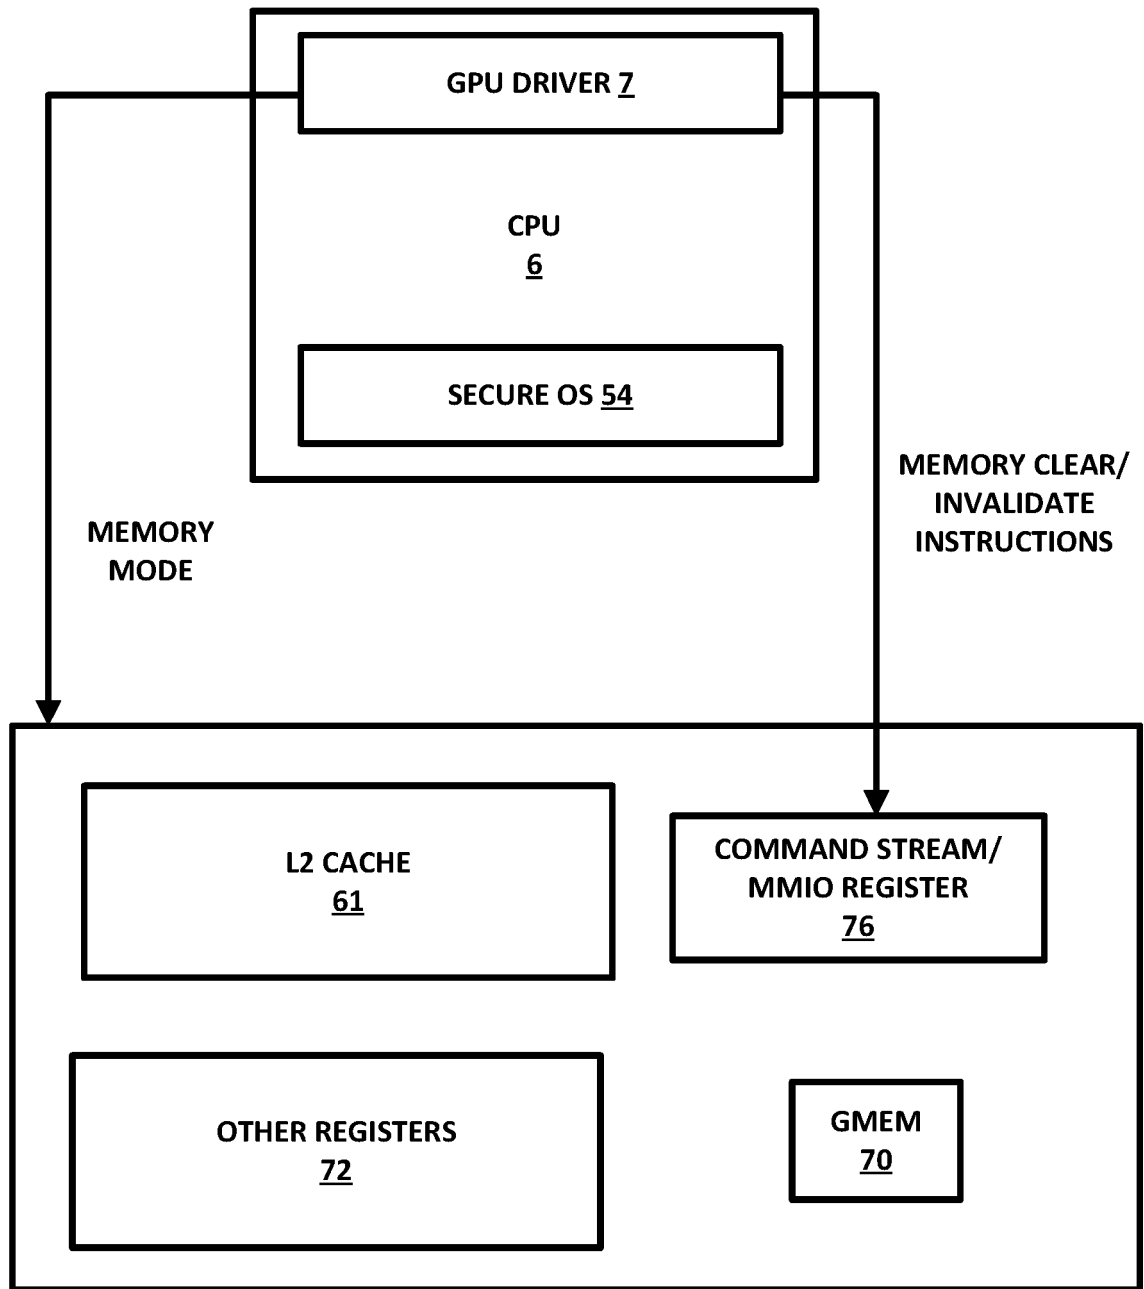 GPU DRIVER 7
CPU
6
SECURE OS 54
MEMORY
MODE
MEMORY CLEAR/
INVALIDATE
INSTRUCTIONS
L2 CACHE
61
COMMAND STREAM/
MMIO REGISTER
76
OTHER REGISTERS
72
GMEM
70